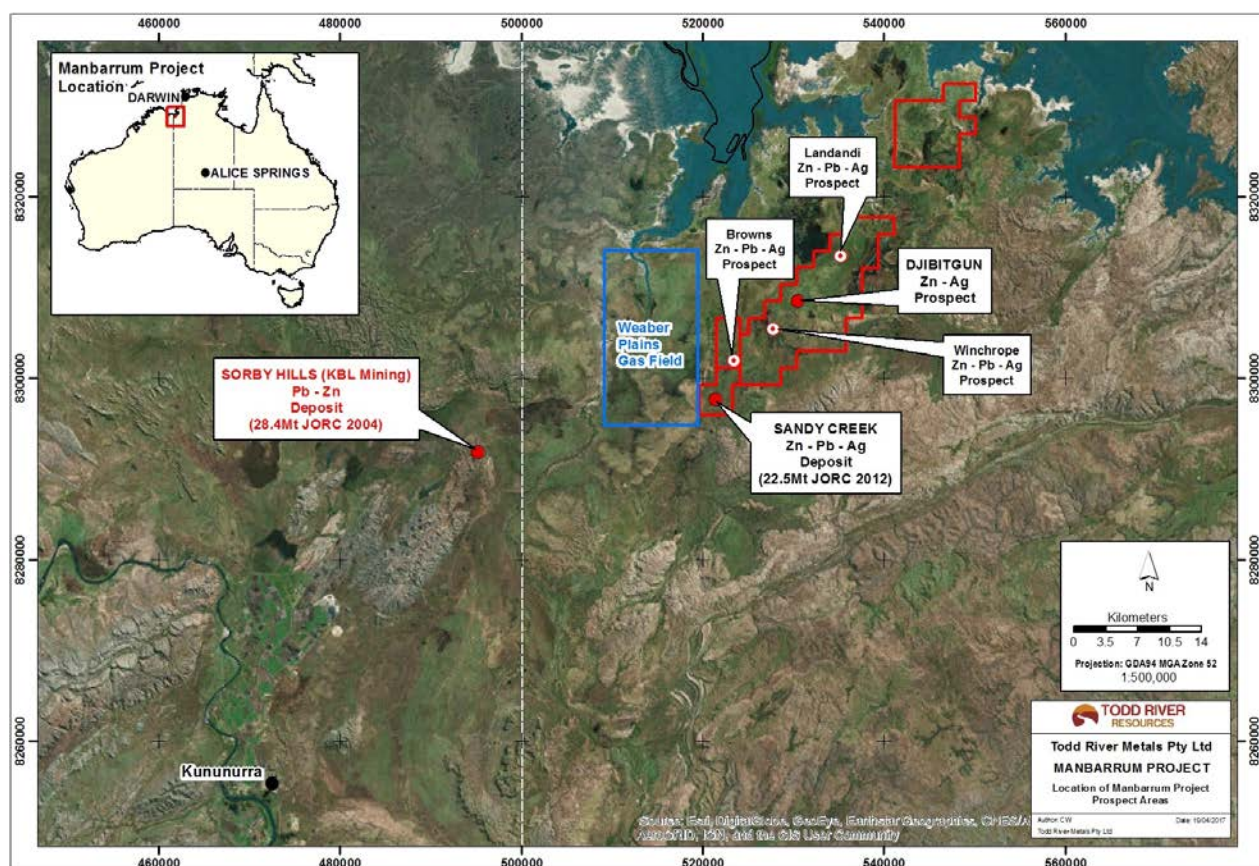 460000
480000
500000
520000
540000
560000
Manbarrum Project
Location
DARWIN
ALICE SPRINGS
8320000
8300000
8280000
8260000
8320000
8300000
8280000
8260000
Landandi
Zn - Pb - Ag
Prospect
Browns
Zn - Pb - Ag
Prospect
DJIBITGUN
Zn - Ag
Prospect
Weaber
Plains
Gas Field
Winchrope
Zn - Pb - Ag
Prospect
SORBY HILLS (KBL Mining)
Pb - Zn
Deposit
(28.4Mt JORC 2004)
SANDY CREEK
Zn - Pb - Ag
Deposit
(22.5Mt JORC 2012)
N
Kilometers
0 3.5 7 10.5 14
Projection: GDA94 MGA Zone 52
1:500,000
Kununurra
TODD RIVER
RESOURCES
Todd River Metals Pty Ltd
MANBARRUM PROJECT
Location of Manbarrum Project
Prospect Areas
Author: CW
Date: 19/04/2017
Todd River Metals Pty Ltd
Source: Esri, DigitalGlobe, GeoEye, Earthstar Geographics, CNES/A
AeroGRID, IGN, and the GIS User Community
460000
480000
500000
520000
540000
560000